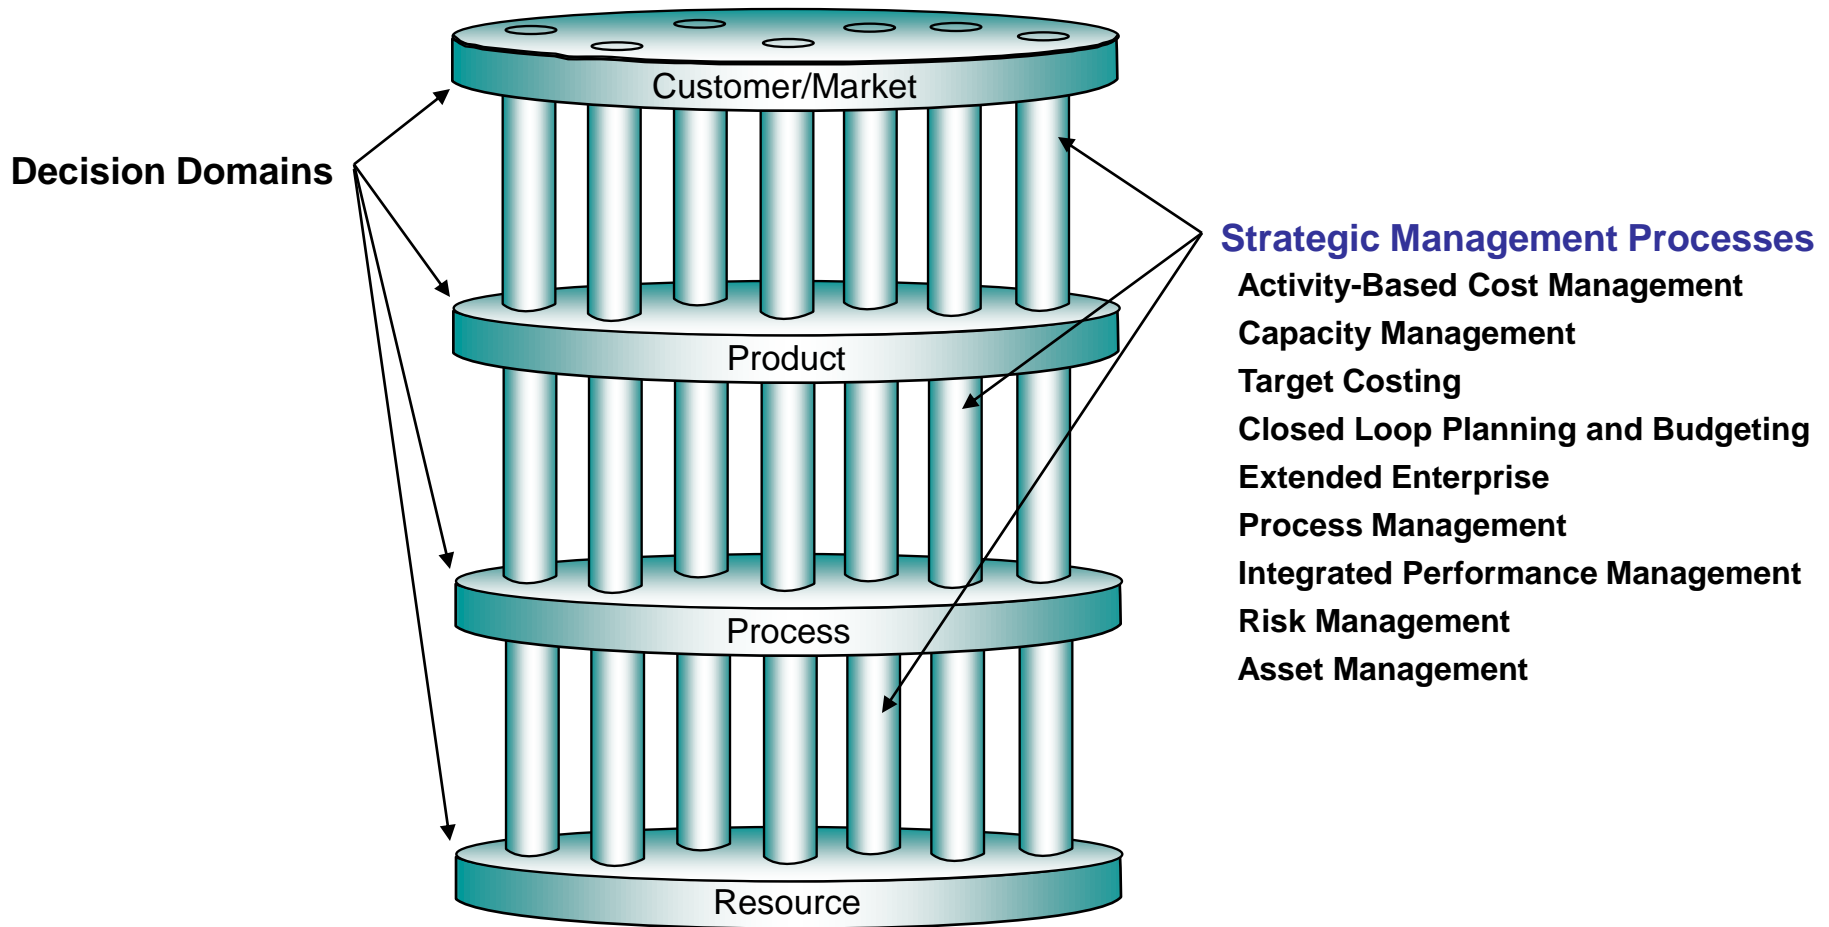 Customer/Market
Decision Domains
Product
Process
Resource
Strategic Management Processes
Activity-Based Cost Management
Capacity Management
Target Costing
Closed Loop Planning and Budgeting
Extended Enterprise
Process Management
Integrated Performance Management
Risk Management
Asset Management